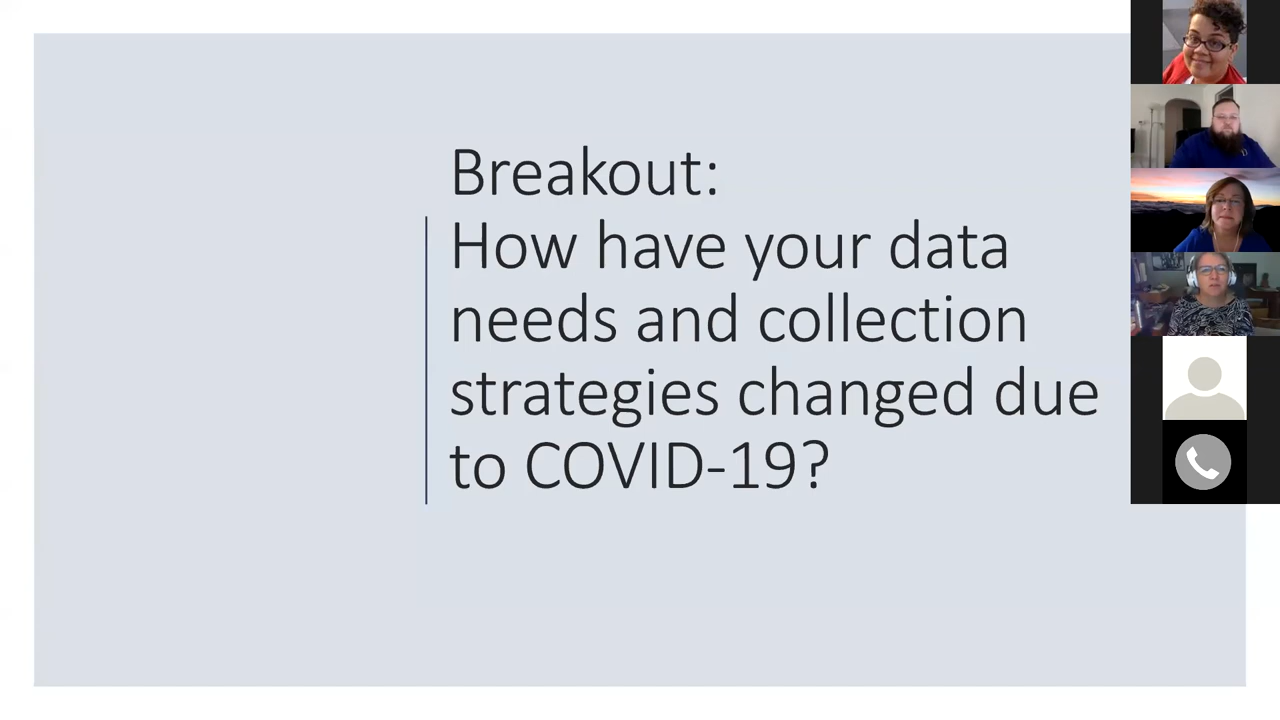 Breakout:
How have your data
needs and collection
strategies changed due
to COVID-19?